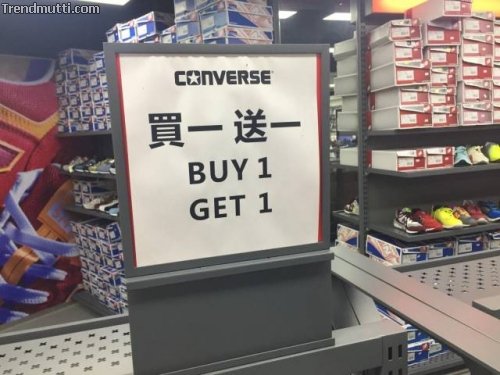 Trendmutti.com
CONVERSE
買一送一
BUY 1
GET 1